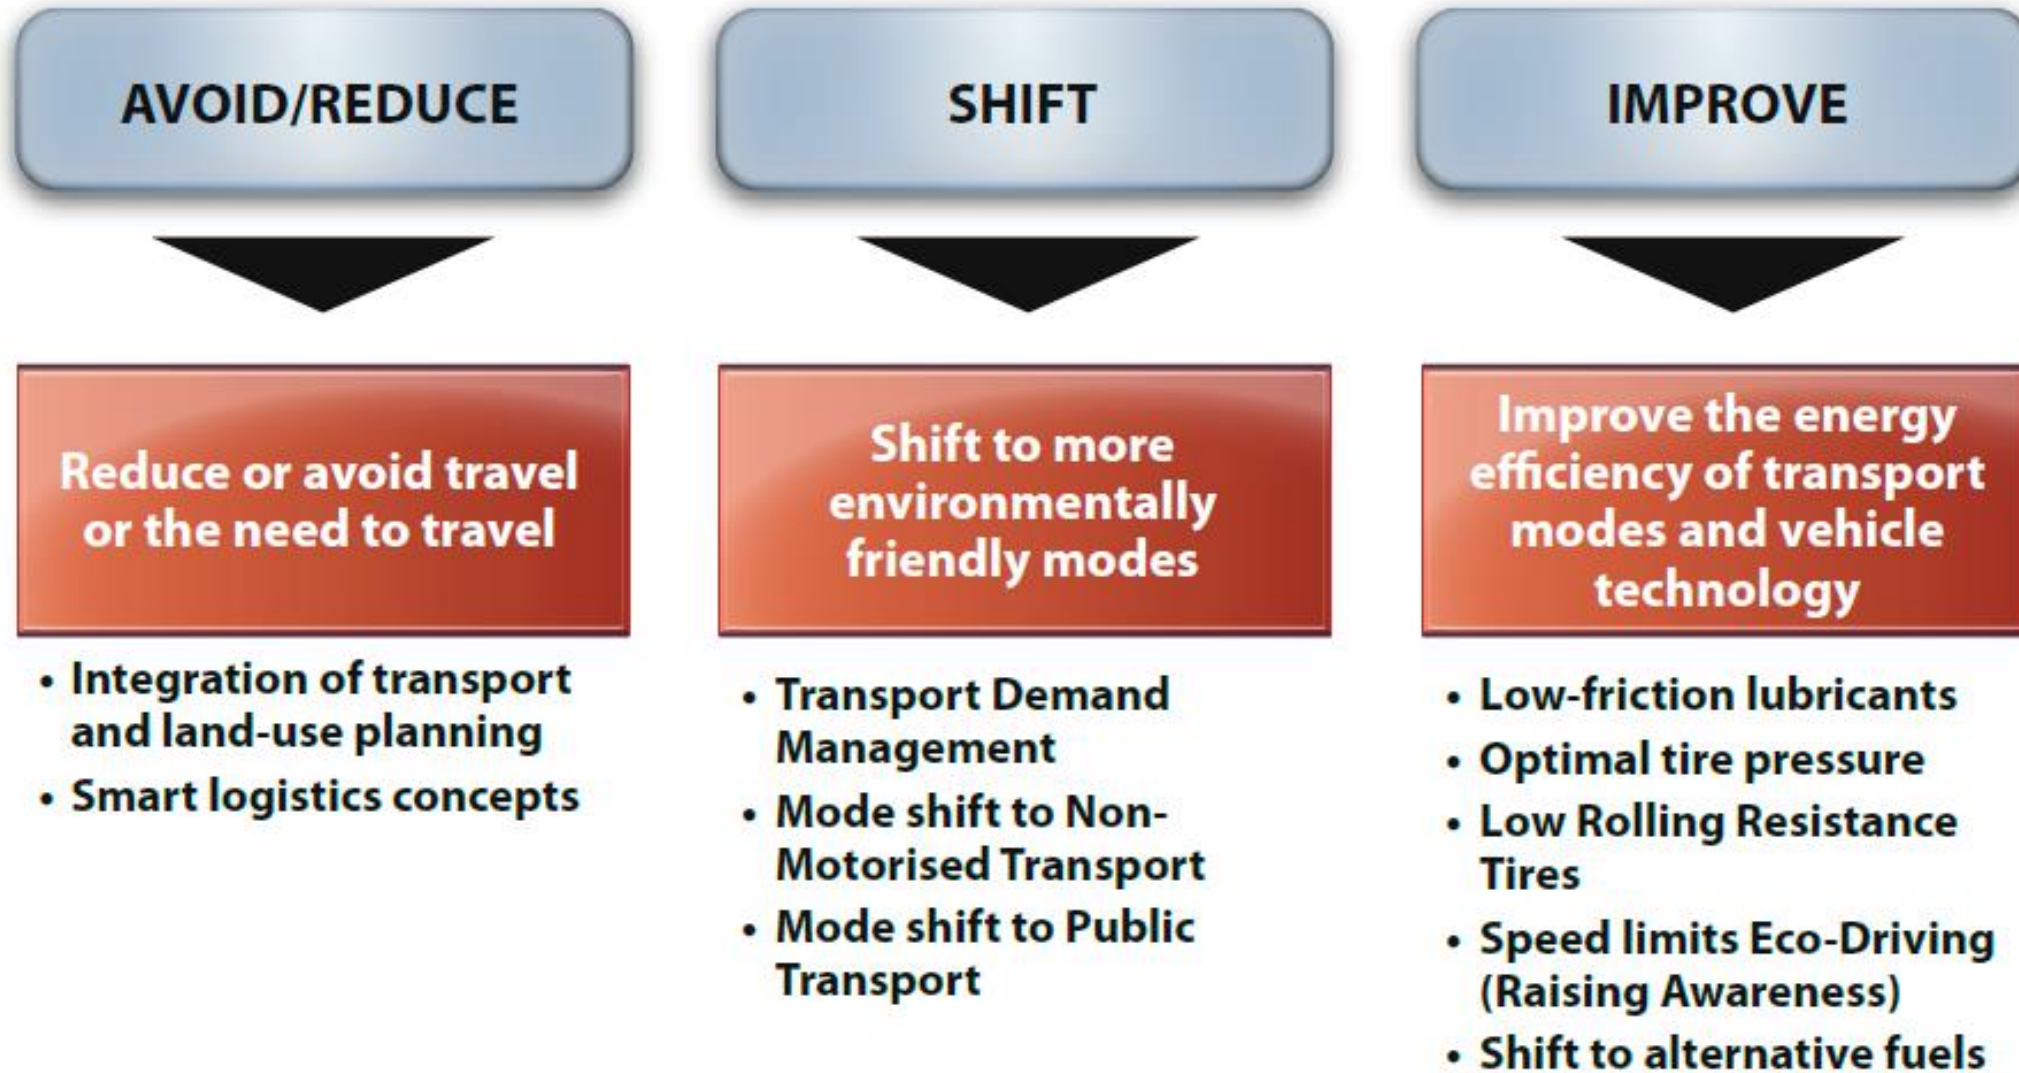 AVOID/REDUCE
Reduce or avoid travel
or the need to travel
• Integration of transport
and land-use planning
• Smart logistics concepts
SHIFT
Shift to more
environmentally
friendly modes
• Transport Demand
Management
• Mode shift to Non-
Motorised Transport
• Mode shift to Public
Transport
IMPROVE
Improve the energy
efficiency of transport
modes and vehicle
technology
• Low-friction lubricants
• Optimal tire pressure
• Low Rolling Resistance
Tires
• Speed limits Eco-Driving
(Raising Awareness)
• Shift to alternative fuels